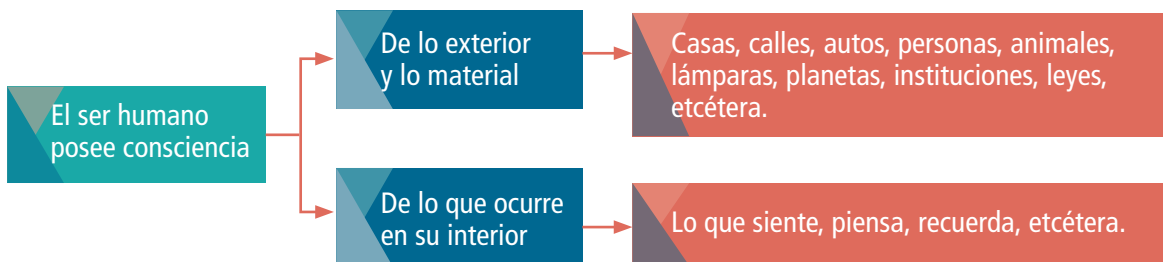 El ser humano
posee consciencia
De lo exterior
y lo material
Casas, calles, autos, personas, animales,
lámparas, planetas, instituciones, leyes,
etcétera.
De lo que ocurre
en su interior
Lo que siente, piensa, recuerda, etcétera.